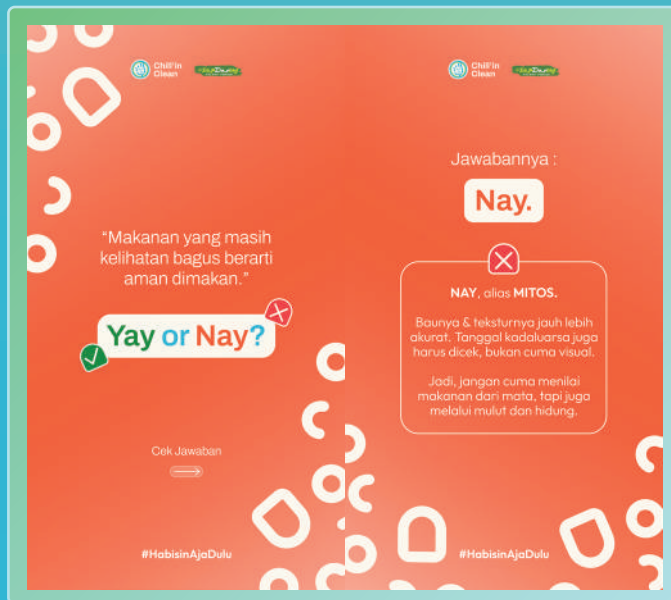 Chill'in
Clean
"Makanan yang masih
kelihatan bagus berarti
aman dimakan."
Yay or Nay?
Cek Jawaban
#HabisinAjaDulu
Chill'in
Clean
Jawabannya :
Nay.
NAY, alias MITOS.
Baunya & teksturnya jauh lebih
akurat. Tanggal kadaluarsa juga
harus dicek, bukan cuma visual.
Jadi, jangan cuma menilai
makanan dari mata, tapi juga
melalui mulut dan hidung.
#HabisinAjaDulu